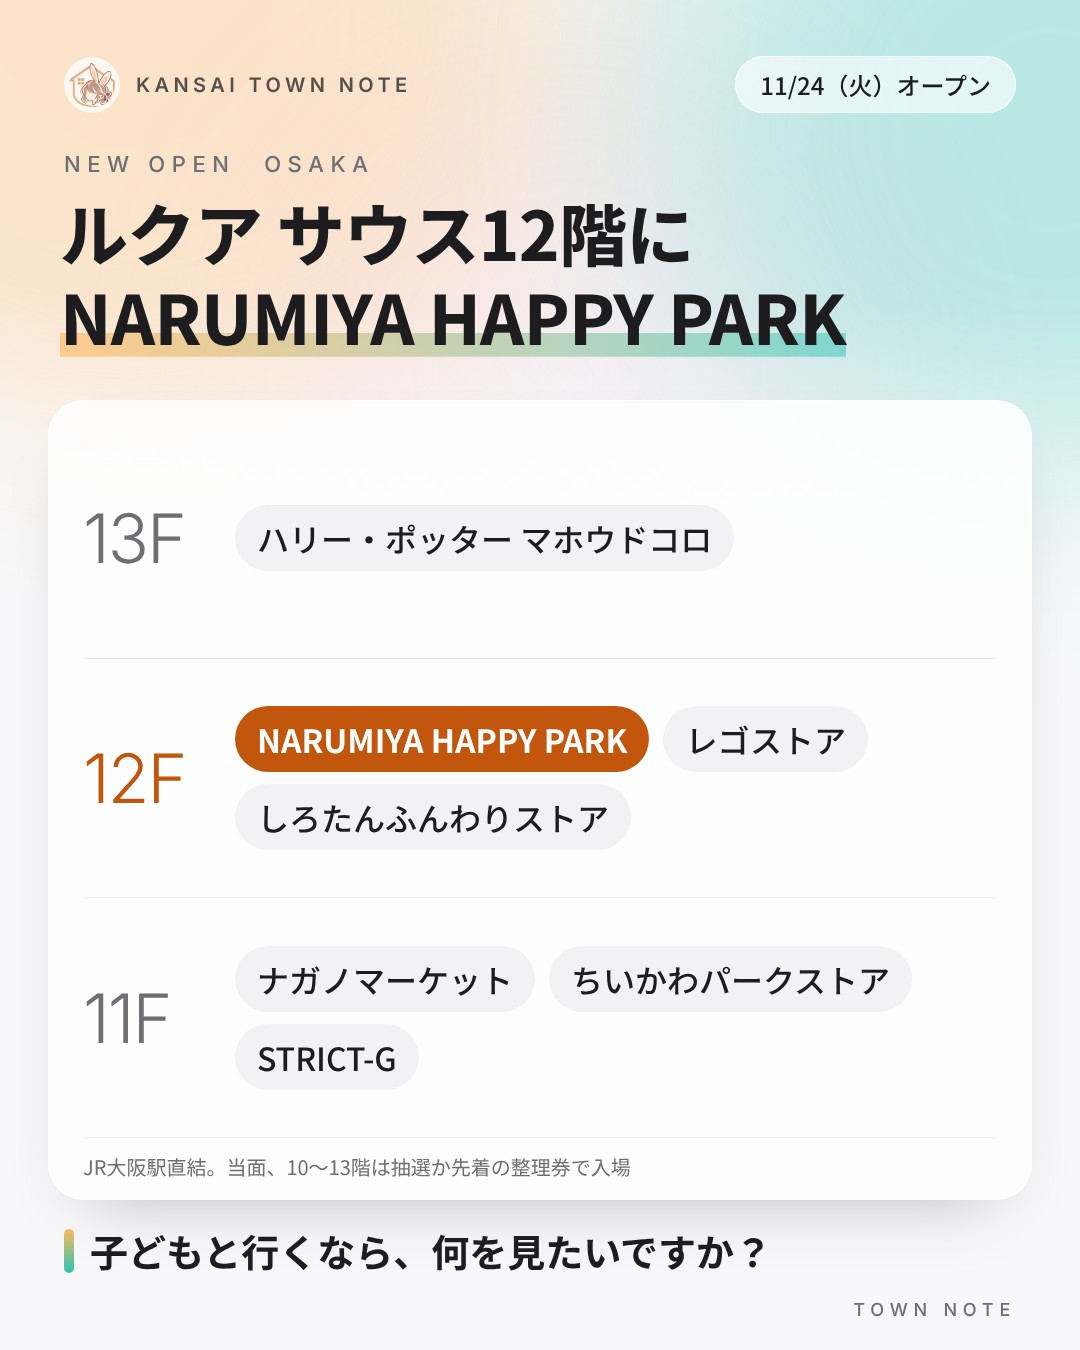 KANSAI TOWN NOTE
11/24（火）オープン
NEW OPEN OSAKA
ルクア サウス12階に
NARUMIYA HAPPY PARK
13F
ハリー・ポッター マホウドコロ
12F
NARUMIYA HAPPY PARK
レゴストア
しろたんふんわりストア
11F
ナガノマーケット
ちいかわパークストア
STRICT-G
JR大阪駅直結。当面、10〜13階は抽選か先着の整理券で入場
子どもと行くなら、何を見たいですか？
TOWN NOTE